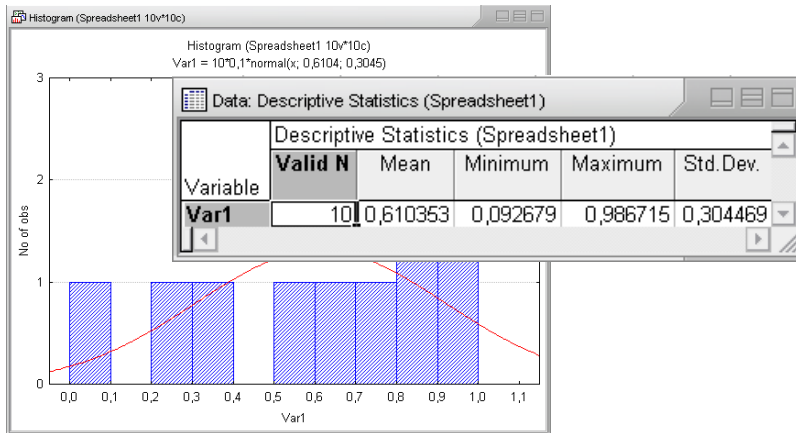 Histogram (Spreadsheet1 10v*10c)
Histogram (Spreadsheet1 10v*10c)
Var1 = 10*0,1*normal(x; 0,6104; 0,3045)
Data: Descriptive Statistics (Spreadsheet1)
Descriptive Statistics (Spreadsheet1)
Variable Valid N Mean Minimum Maximum Std.Dev.
Var1 10 0,610353 0,092679 0,986715 0,304469
3
2
1
0
No of obs
0,0 0,1 0,2 0,3 0,4 0,5 0,6 0,7 0,8 0,9 1,0 1,1
Var1